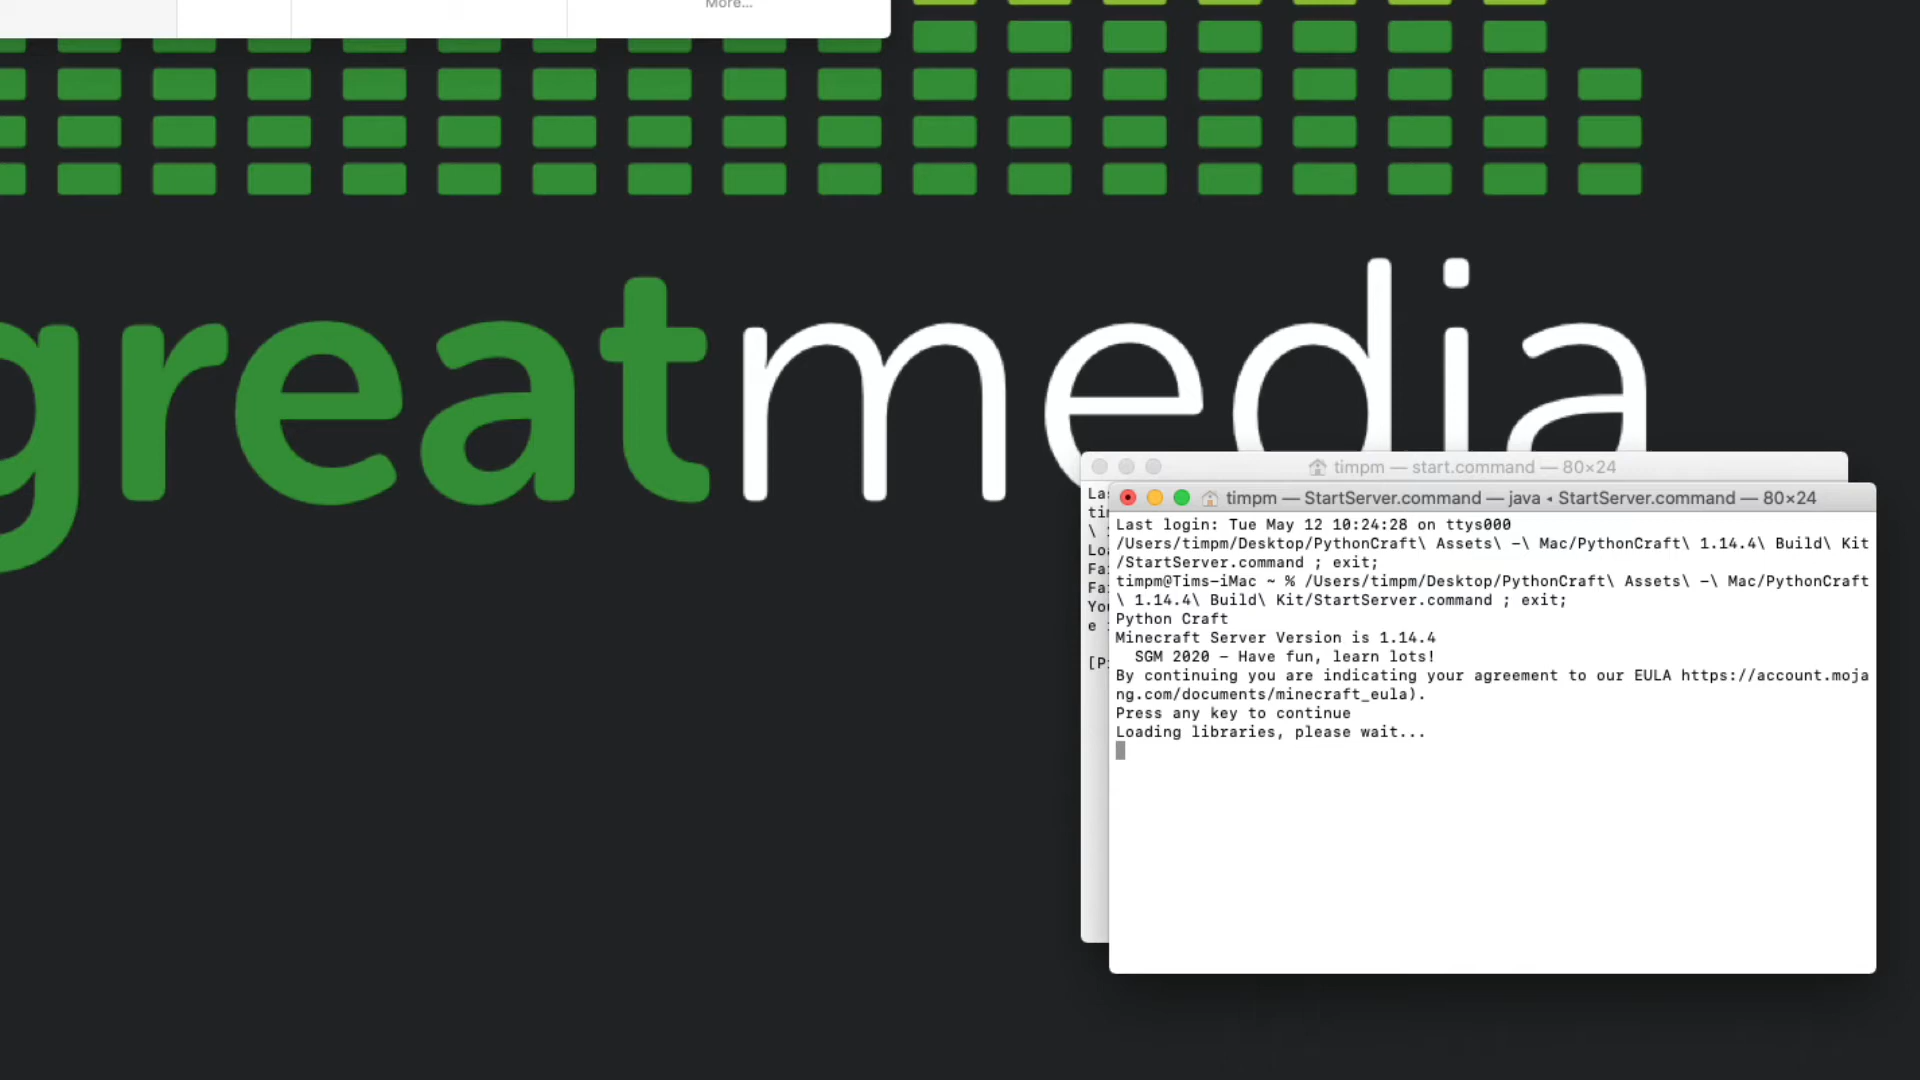 More...
greatmedia
timpm — start.command — 80×24
timpm — StartServer.command — java ◂ StartServer.command — 80×24
Last login: Tue May 12 10:24:28 on ttys000
/Users/timpm/Desktop/PythonCraft\ Assets\ -\ Mac/PythonCraft\ 1.14.4\ Build\ Kit
/StartServer.command ; exit;
timpm@Tims-iMac ~ % /Users/timpm/Desktop/PythonCraft\ Assets\ -\ Mac/PythonCraft
\ 1.14.4\ Build\ Kit/StartServer.command ; exit;
Python Craft
Minecraft Server Version is 1.14.4
SGM 2020 - Have fun, learn lots!
By continuing you are indicating your agreement to our EULA https://account.moja
ng.com/documents/minecraft_eula).
Press any key to continue
Loading libraries, please wait...